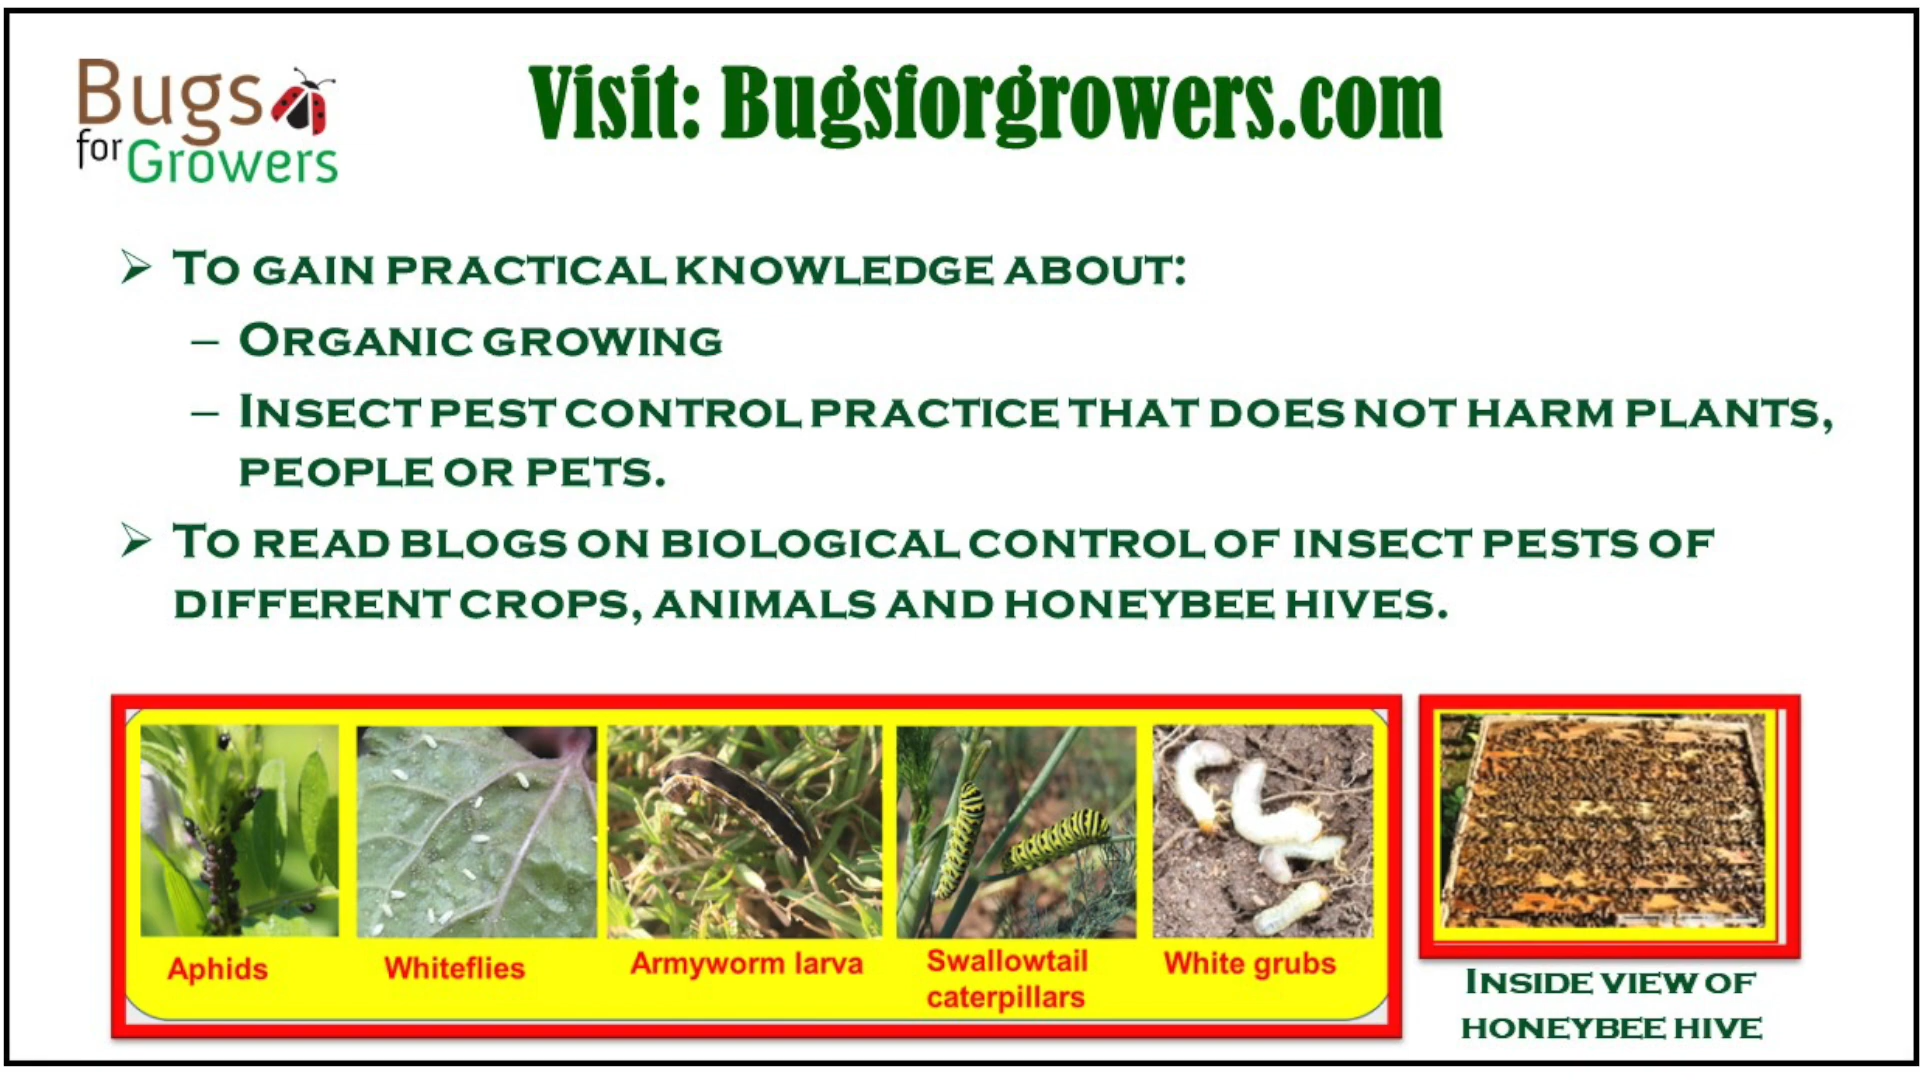 Bugs
for Growers
Visit: Bugsforgrowers.com
➢ To gain practical knowledge about:
– Organic growing
– Insect pest control practice that does not harm plants,
people or pets.
➢ To read blogs on biological control of insect pests of
different crops, animals and honeybee hives.
Aphids
Whiteflies
Armyworm larva
Swallowtail
caterpillars
White grubs
Inside view of
honeybee hive